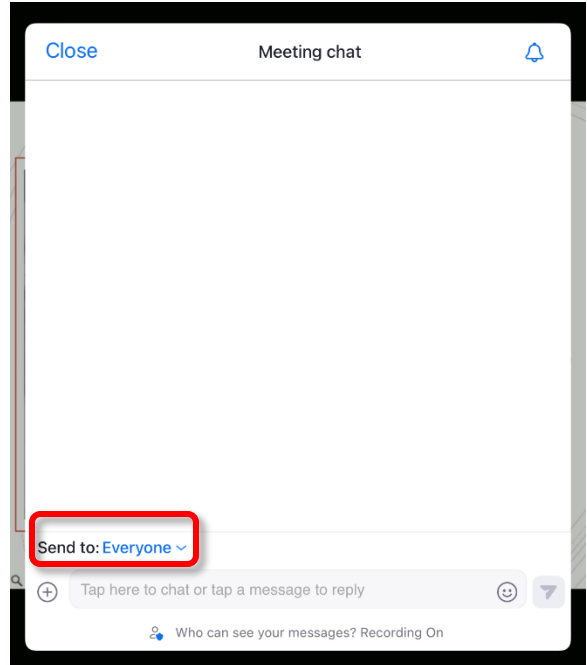 Close
Meeting chat
Send to: Everyone
Tap here to chat or tap a message to reply
Who can see your messages? Recording On